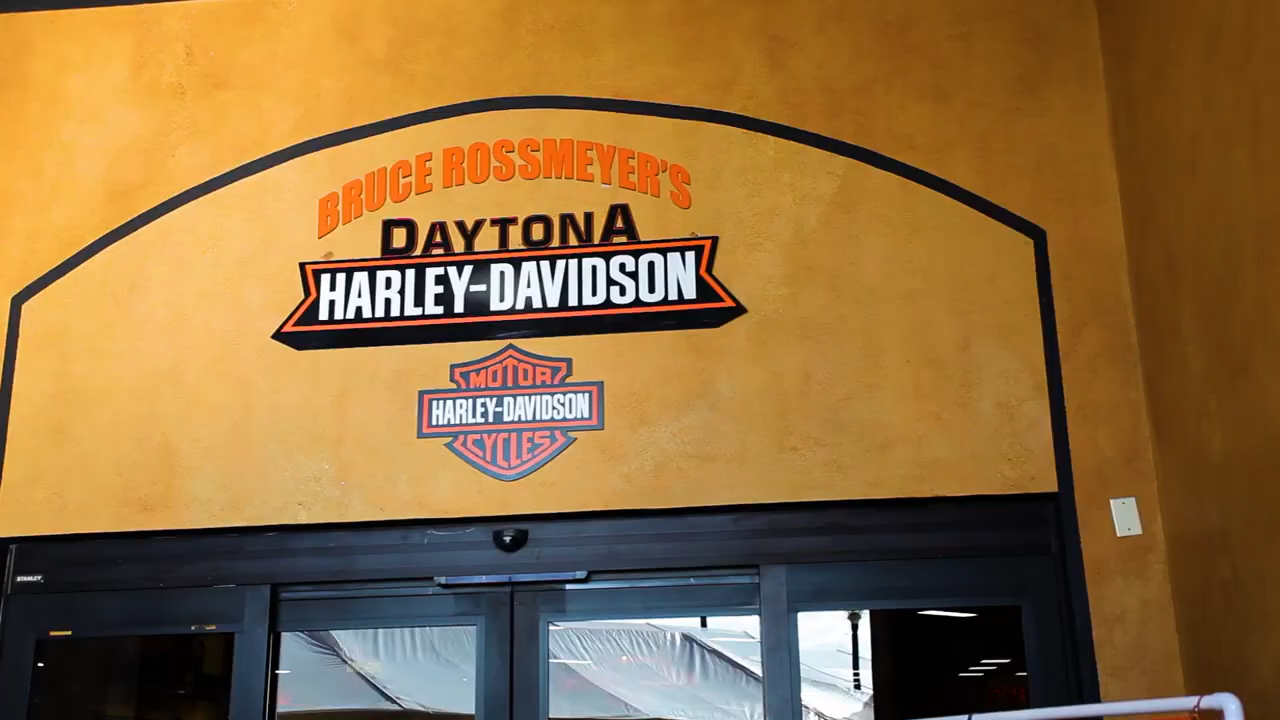 BRUCE ROSSMEYER'S
DAYTONA
HARLEY-DAVIDSON
MOTOR
HARLEY-DAVIDSON
CYCLES
STANLEY